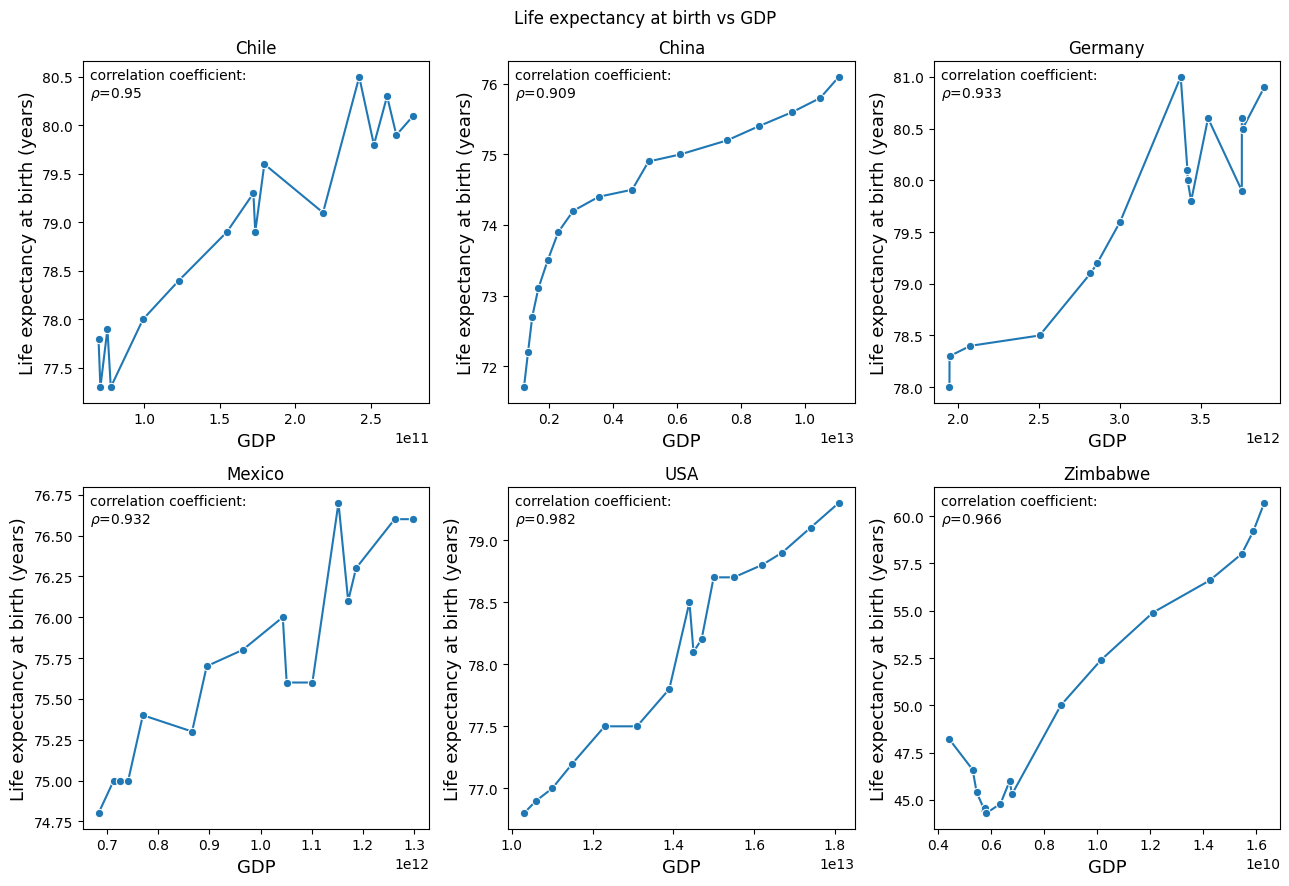 Life expectancy at birth vs GDP
Chile
correlation coefficient:
ρ=0.95
Life expectancy at birth (years)
80.5
80.0
79.5
79.0
78.5
78.0
77.5
1.0 1.5 2.0 2.5
1e11
GDP
China
correlation coefficient:
ρ=0.909
Life expectancy at birth (years)
76
75
74
73
72
0.2 0.4 0.6 0.8 1.0
1e13
GDP
Germany
correlation coefficient:
ρ=0.933
Life expectancy at birth (years)
81.0
80.5
80.0
79.5
79.0
78.5
78.0
2.0 2.5 3.0 3.5
1e12
GDP
Mexico
correlation coefficient:
ρ=0.932
Life expectancy at birth (years)
76.75
76.50
76.25
76.00
75.75
75.50
75.25
75.00
74.75
0.7 0.8 0.9 1.0 1.1 1.2 1.3
1e12
GDP
USA
correlation coefficient:
ρ=0.982
Life expectancy at birth (years)
79.0
78.5
78.0
77.5
77.0
1.0 1.2 1.4 1.6 1.8
1e13
GDP
Zimbabwe
correlation coefficient:
ρ=0.966
Life expectancy at birth (years)
60.0
57.5
55.0
52.5
50.0
47.5
45.0
0.4 0.6 0.8 1.0 1.2 1.4 1.6
1e10
GDP